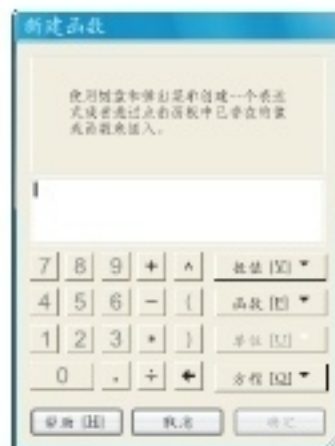 新建函数
使用键盘和弹出菜单创建一个表达
式或者通过点击面板中已存在的值
或函数来插入。
7 8 9 + ^ 数值 [V]
4 5 6 - ( 函数 [F]
1 2 3 * ) 单位 [U]
0 . ÷ 方程 [Q]
帮助 [H] 取消 确定